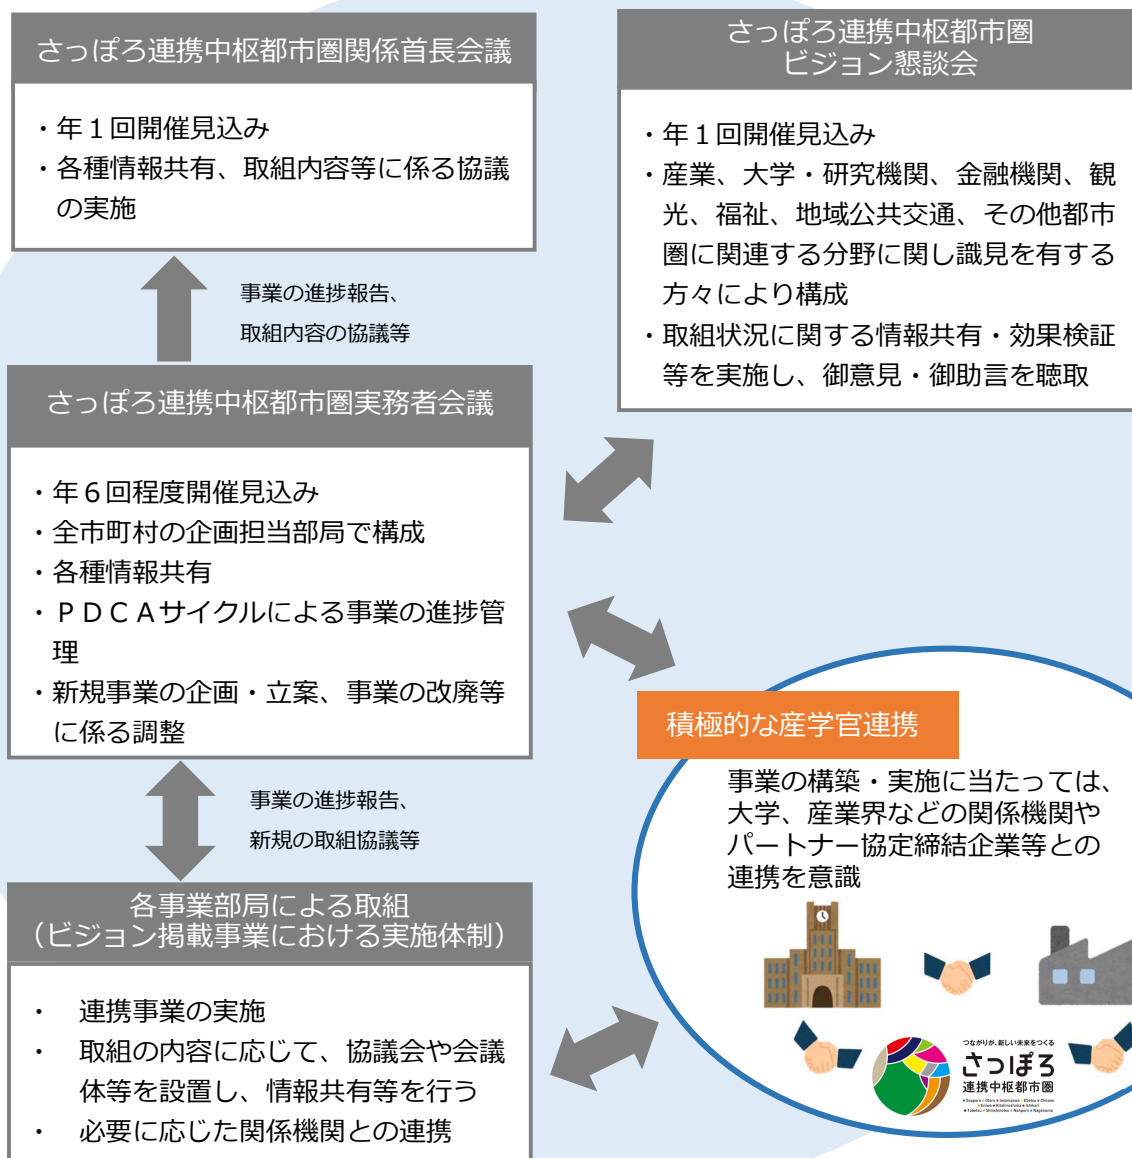 さっぽろ連携中枢都市圏関係首長会議
・年１回開催見込み
・各種情報共有、取組内容等に係る協議
の実施
事業の進捗報告、
取組内容の協議等
さっぽろ連携中枢都市圏実務者会議
・年６回程度開催見込み
・全市町村の企画担当部局で構成
・各種情報共有
・ＰＤＣＡサイクルによる事業の進捗管
理
・新規事業の企画・立案、事業の改廃等
に係る調整
事業の進捗報告、
新規の取組協議等
各事業部局による取組
（ビジョン掲載事業における実施体制）
・ 連携事業の実施
・ 取組の内容に応じて、協議会や会議
体等を設置し、情報共有等を行う
・ 必要に応じた関係機関との連携
さっぽろ連携中枢都市圏
ビジョン懇談会
・年１回開催見込み
・産業、大学・研究機関、金融機関、観
光、福祉、地域公共交通、その他都市
圏に関連する分野に関し識見を有する
方々により構成
・取組状況に関する情報共有・効果検証
等を実施し、御意見・御助言を聴取
積極的な産学官連携
事業の構築・実施に当たっては、
大学、産業界などの関係機関や
パートナー協定締結企業等との
連携を意識
つながりが、新しい未来をつくる
さっぽろ
連携中枢都市圏
Sapporo Otaru Iwamizawa Ebetsu Chitose
Eniwa Kitahiroshima Ishikari
Tobetsu Shinshinotsu Nanporo Naganuma